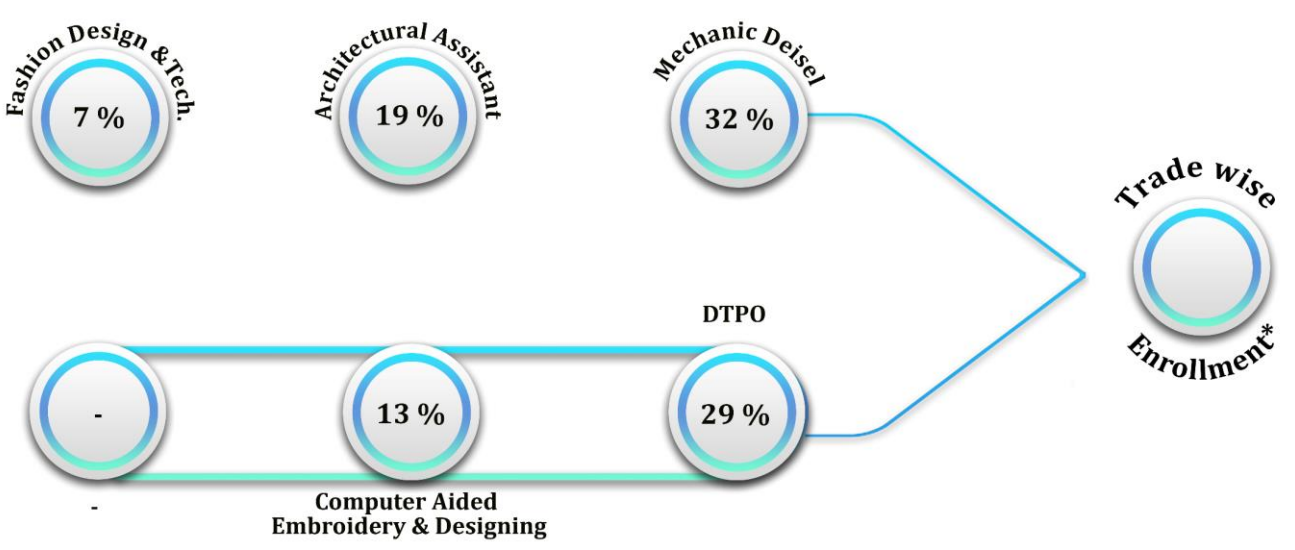 Fashion Design &Tech.
7 %
Architectural Assistant
19 %
Mechanic Deisel
32 %
Trade wise
Enrollment*
DTPO
-
13 %
29 %
-
Computer Aided
Embroidery & Designing